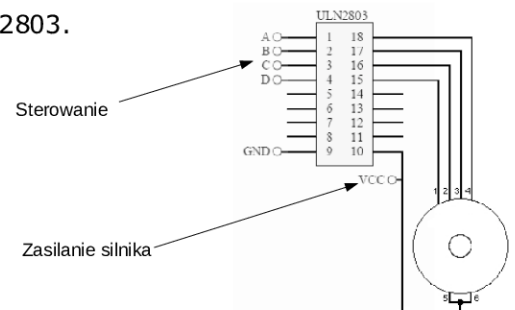 2803.
ULN2803
A 1 18
B 2 17
C 3 16
D 4 15
5 14
6 13
7 12
8 11
GND 9 10
VCC
Sterowanie
Zasilanie silnika
1 2 3 4
5 6